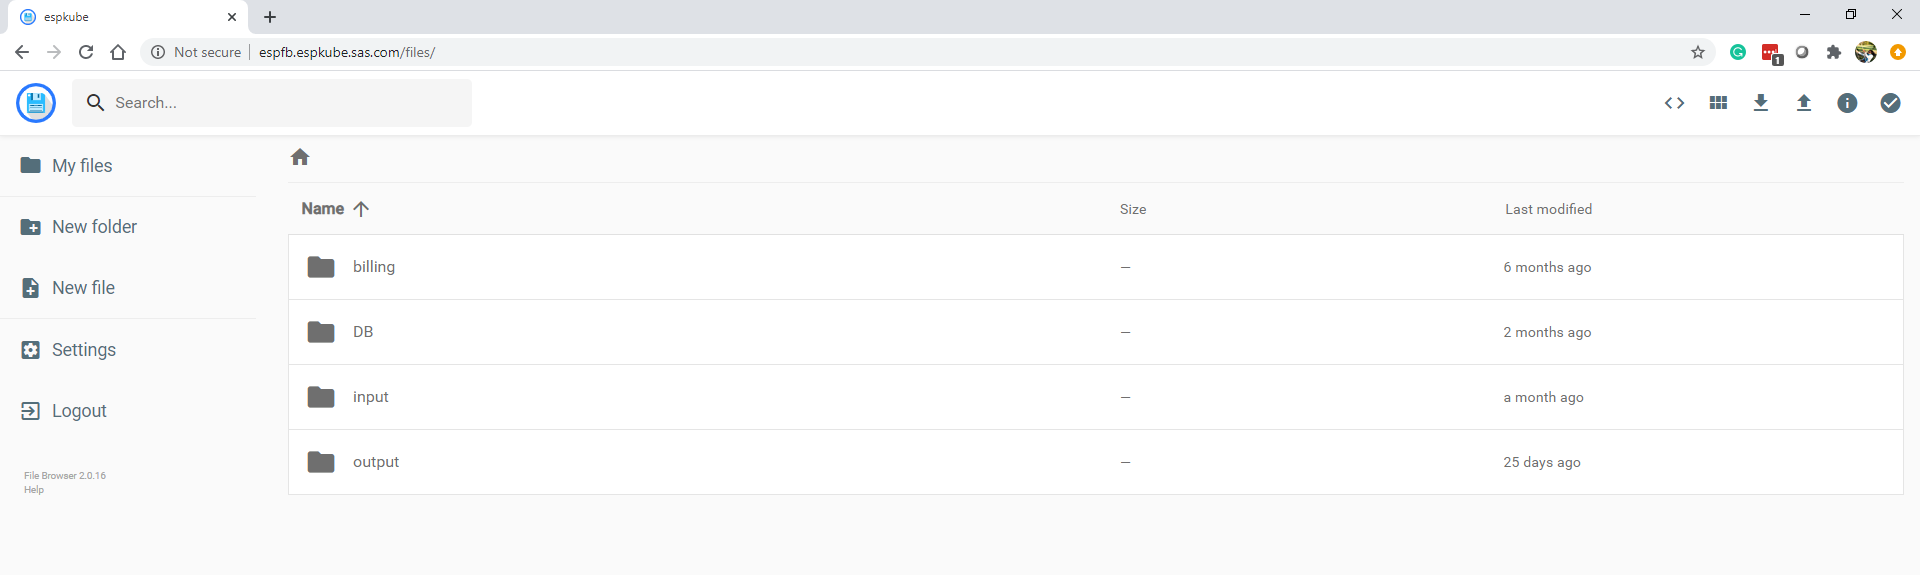 espkube
Not secure espfb.espkube.sas.com/files/
1
Search...
My files
New folder
New file
Settings
Logout
File Browser 2.0.16
Help
Name Size Last modified
billing — 6 months ago
DB — 2 months ago
input — a month ago
output — 25 days ago